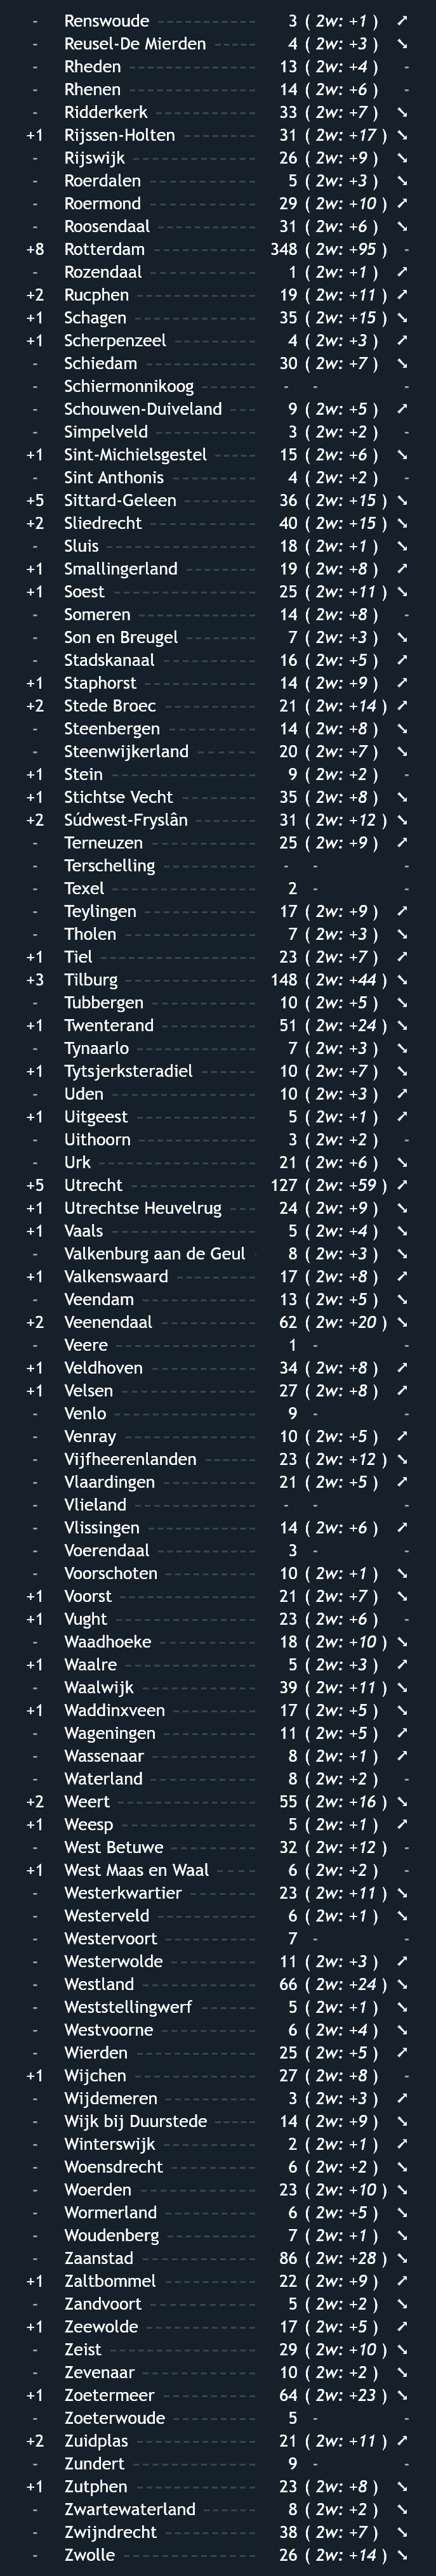 - Renswoude 3 ( 2w: +1 ) ➚
- Reusel-De Mierden 4 ( 2w: +3 ) ➘
- Rheden 13 ( 2w: +4 ) -
- Rhenen 14 ( 2w: +6 ) -
- Ridderkerk 33 ( 2w: +7 ) ➘
+1 Rijssen-Holten 31 ( 2w: +17 ) ➘
- Rijswijk 26 ( 2w: +9 ) ➘
- Roerdalen 5 ( 2w: +3 ) ➘
- Roermond 29 ( 2w: +10 ) ➚
- Roosendaal 31 ( 2w: +6 ) ➘
+8 Rotterdam 348 ( 2w: +95 ) -
- Rozendaal 1 ( 2w: +1 ) ➚
+2 Rucphen 19 ( 2w: +11 ) ➚
+1 Schagen 35 ( 2w: +15 ) ➘
+1 Scherpenzeel 4 ( 2w: +3 ) ➚
- Schiedam 30 ( 2w: +7 ) ➘
- Schiermonnikoog - - -
- Schouwen-Duiveland 9 ( 2w: +5 ) ➚
- Simpelveld 3 ( 2w: +2 ) -
+1 Sint-Michielsgestel 15 ( 2w: +6 ) ➘
- Sint Anthonis 4 ( 2w: +2 ) -
+5 Sittard-Geleen 36 ( 2w: +15 ) ➘
+2 Sliedrecht 40 ( 2w: +15 ) ➘
- Sluis 18 ( 2w: +1 ) ➘
+1 Smallingerland 19 ( 2w: +8 ) ➚
+1 Soest 25 ( 2w: +11 ) ➘
- Someren 14 ( 2w: +8 ) -
- Son en Breugel 7 ( 2w: +3 ) ➘
- Stadskanaal 16 ( 2w: +5 ) ➚
+1 Staphorst 14 ( 2w: +9 ) ➚
+2 Stede Broec 21 ( 2w: +14 ) ➚
- Steenbergen 14 ( 2w: +8 ) ➘
- Steenwijkerland 20 ( 2w: +7 ) ➘
+1 Stein 9 ( 2w: +2 ) -
+1 Stichtse Vecht 35 ( 2w: +8 ) ➘
+2 Súdwest-Fryslân 31 ( 2w: +12 ) ➘
- Terneuzen 25 ( 2w: +9 ) ➚
- Terschelling - - -
- Texel 2 - -
- Teylingen 17 ( 2w: +9 ) ➚
- Tholen 7 ( 2w: +3 ) ➘
+1 Tiel 23 ( 2w: +7 ) ➚
+3 Tilburg 148 ( 2w: +44 ) ➘
- Tubbergen 10 ( 2w: +5 ) ➘
+1 Twenterand 51 ( 2w: +24 ) ➘
- Tynaarlo 7 ( 2w: +3 ) ➘
+1 Tytsjerksteradiel 10 ( 2w: +7 ) ➘
- Uden 10 ( 2w: +3 ) ➚
+1 Uitgeest 5 ( 2w: +1 ) ➚
- Uithoorn 3 ( 2w: +2 ) -
- Urk 21 ( 2w: +6 ) ➘
+5 Utrecht 127 ( 2w: +59 ) ➚
+1 Utrechtse Heuvelrug 24 ( 2w: +9 ) ➘
+1 Vaals 5 ( 2w: +4 ) ➘
- Valkenburg aan de Geul 8 ( 2w: +3 ) ➘
+1 Valkenswaard 17 ( 2w: +8 ) ➚
- Veendam 13 ( 2w: +5 ) ➘
+2 Veenendaal 62 ( 2w: +20 ) ➘
- Veere 1 - -
+1 Veldhoven 34 ( 2w: +8 ) ➚
+1 Velsen 27 ( 2w: +8 ) ➚
- Venlo 9 - -
- Venray 10 ( 2w: +5 ) ➚
- Vijfheerenlanden 23 ( 2w: +12 ) ➘
- Vlaardingen 21 ( 2w: +5 ) ➚
- Vlieland - - -
- Vlissingen 14 ( 2w: +6 ) ➚
- Voerendaal 3 - -
- Voorschoten 10 ( 2w: +1 ) ➘
+1 Voorst 21 ( 2w: +7 ) ➘
+1 Vught 23 ( 2w: +6 ) -
- Waadhoeke 18 ( 2w: +10 ) ➘
+1 Waalre 5 ( 2w: +3 ) ➚
- Waalwijk 39 ( 2w: +11 ) ➘
+1 Waddinxveen 17 ( 2w: +5 ) ➘
- Wageningen 11 ( 2w: +5 ) ➚
- Wassenaar 8 ( 2w: +1 ) ➚
- Waterland 8 ( 2w: +2 ) -
+2 Weert 55 ( 2w: +16 ) ➘
+1 Weesp 5 ( 2w: +1 ) ➚
- West Betuwe 32 ( 2w: +12 ) -
+1 West Maas en Waal 6 ( 2w: +2 ) -
- Westerkwartier 23 ( 2w: +11 ) ➘
- Westerveld 6 ( 2w: +1 ) ➘
- Westervoort 7 - -
- Westerwolde 11 ( 2w: +3 ) ➚
- Westland 66 ( 2w: +24 ) ➘
- Weststellingwerf 5 ( 2w: +1 ) ➘
- Westvoorne 6 ( 2w: +4 ) ➘
- Wierden 25 ( 2w: +5 ) ➚
+1 Wijchen 27 ( 2w: +8 ) -
- Wijdemeren 3 ( 2w: +3 ) ➚
- Wijk bij Duurstede 14 ( 2w: +9 ) ➘
- Winterswijk 2 ( 2w: +1 ) ➚
- Woensdrecht 6 ( 2w: +2 ) ➘
- Woerden 23 ( 2w: +10 ) ➘
- Wormerland 6 ( 2w: +5 ) ➘
- Woudenberg 7 ( 2w: +1 ) ➘
- Zaanstad 86 ( 2w: +28 ) ➘
+1 Zaltbommel 22 ( 2w: +9 ) ➚
- Zandvoort 5 ( 2w: +2 ) ➘
+1 Zeewolde 17 ( 2w: +5 ) ➚
- Zeist 29 ( 2w: +10 ) ➘
- Zevenaar 10 ( 2w: +2 ) ➘
+1 Zoetermeer 64 ( 2w: +23 ) ➘
- Zoeterwoude 5 - -
+2 Zuidplas 21 ( 2w: +11 ) ➚
- Zundert 9 - -
+1 Zutphen 23 ( 2w: +8 ) ➘
- Zwartewaterland 8 ( 2w: +2 ) ➘
- Zwijndrecht 38 ( 2w: +7 ) ➘
- Zwolle 26 ( 2w: +14 ) ➘